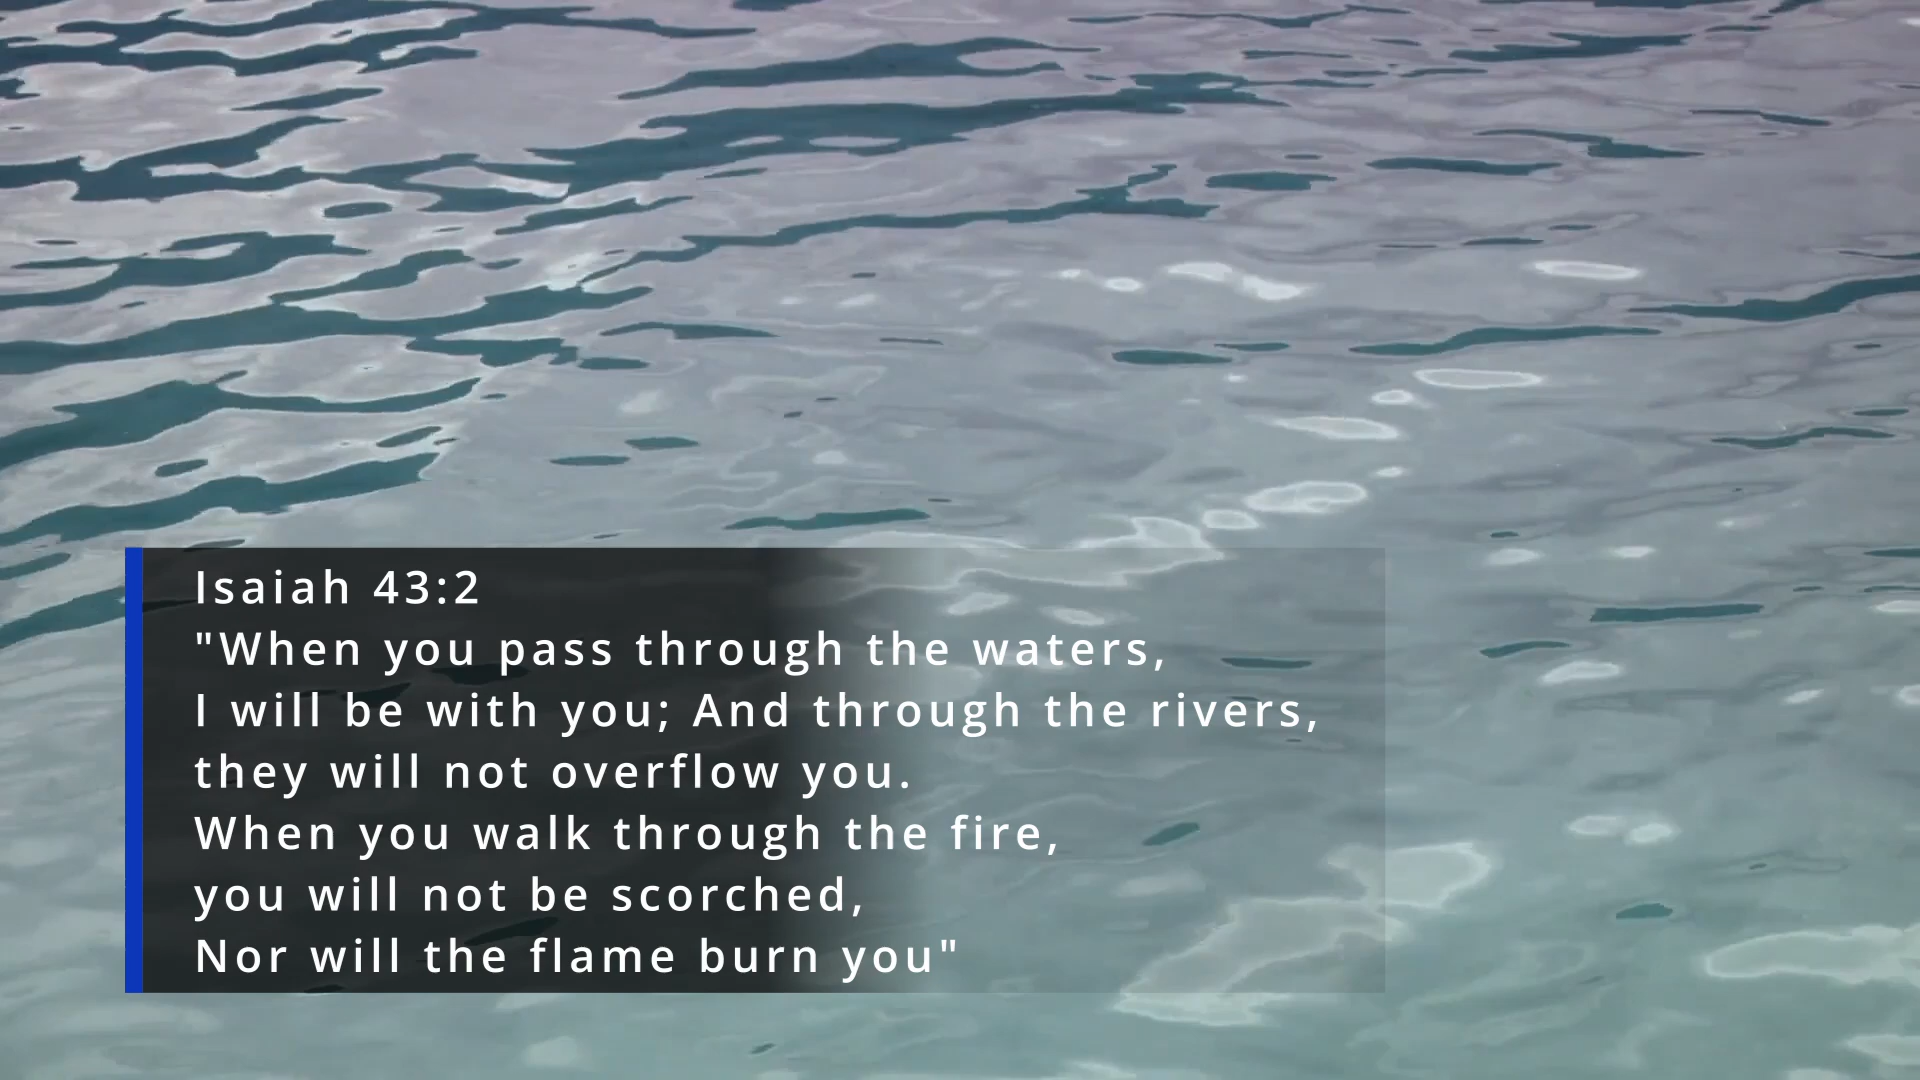 Isaiah 43:2
"When you pass through the waters,
I will be with you; And through the rivers,
they will not overflow you.
When you walk through the fire,
you will not be scorched,
Nor will the flame burn you"